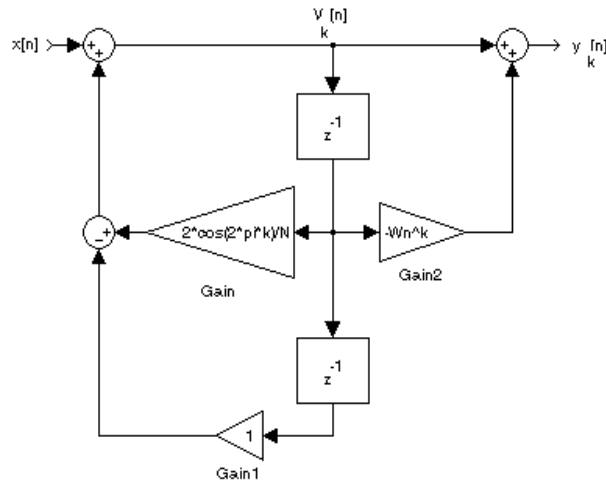 V [n]
k
x[n]
+
+
+
+
y [n]
k
-1
z
2*cos(2*pi*k)/N
-Wn^k
- +
Gain
Gain2
-1
z
1
Gain1